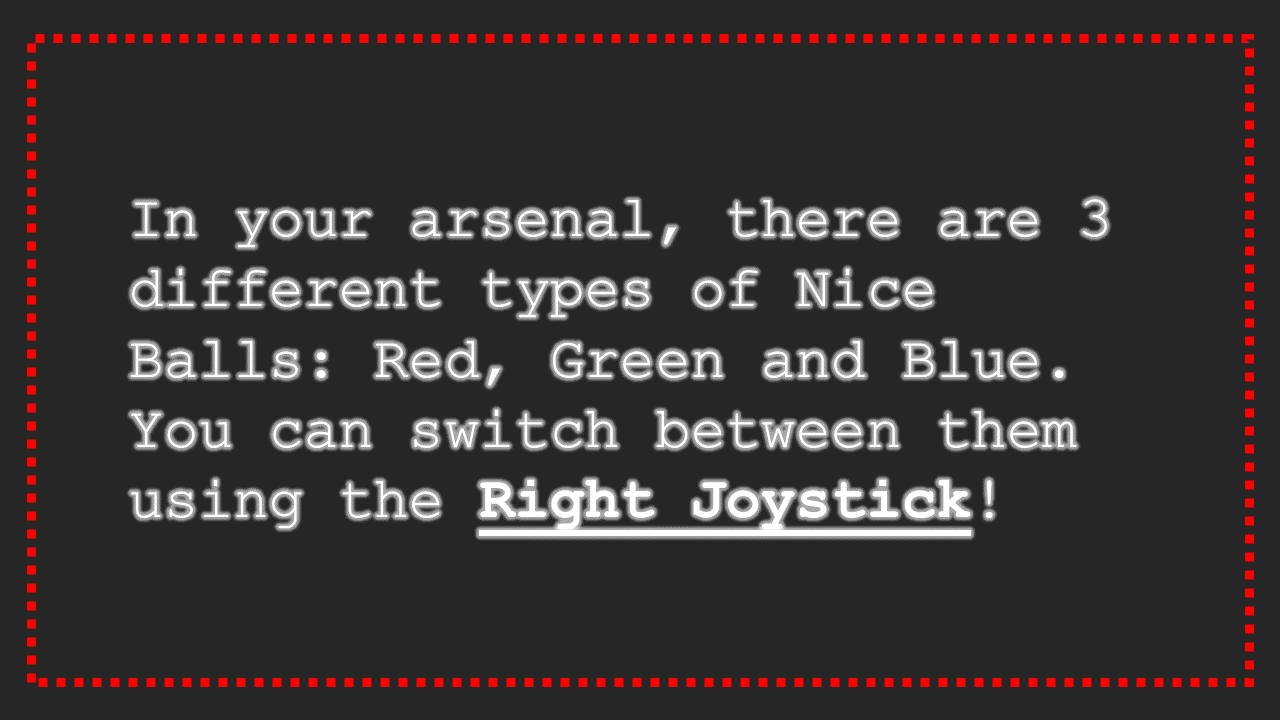 In your arsenal, there are 3
different types of Nice
Balls: Red, Green and Blue.
You can switch between them
using the Right Joystick!